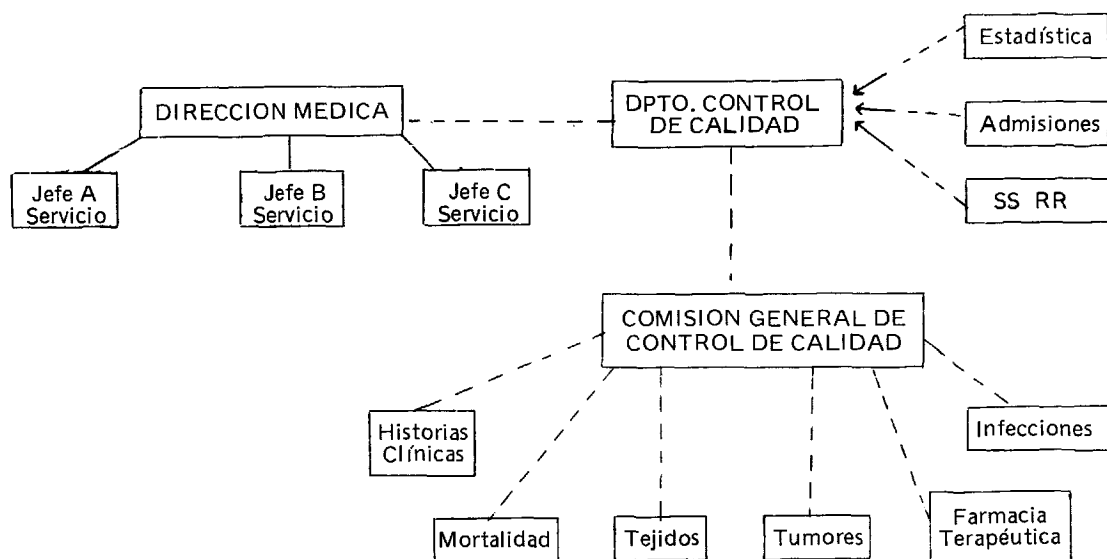 Estadística
DIRECCION MEDICA
DPTO. CONTROL
DE CALIDAD
Admisiones
Jefe A
Servicio
Jefe B
Servicio
Jefe C
Servicio
SS RR
COMISION GENERAL DE
CONTROL DE CALIDAD
Historias
Clínicas
Infecciones
Mortalidad
Tejidos
Tumores
Farmacia
Terapéutica